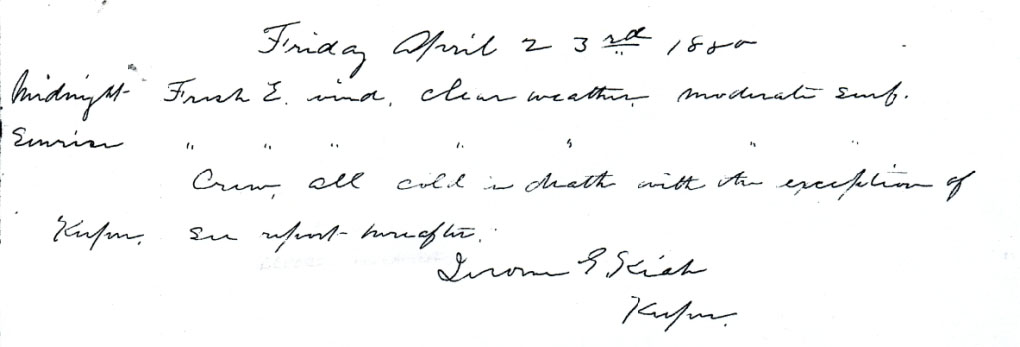 Friday April 23rd 1880
Midnight Fresh E. wind, clear weather, moderate surf.
Sunrise " " " " " " "
Crew, all cold in death with the exception of
Keeper. See report hereafter.
Jerome G. Kiah
Keeper.